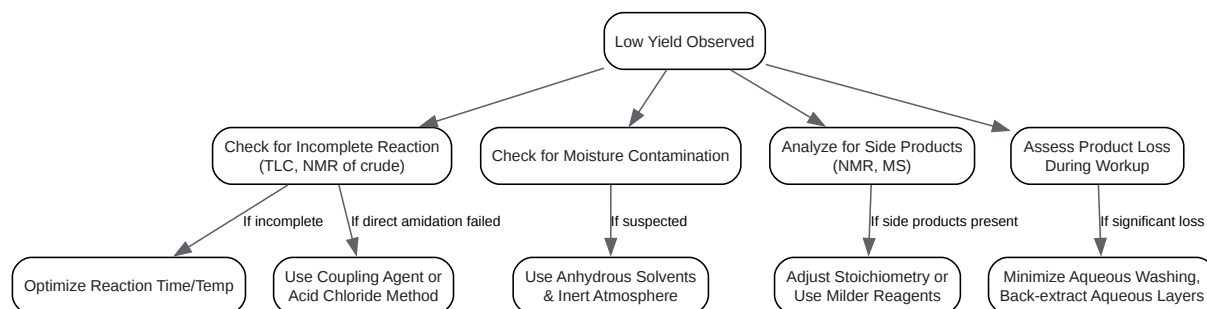 Low Yield Observed
Check for Incomplete Reaction
(TLC, NMR of crude)
Check for Moisture Contamination
Analyze for Side Products
(NMR, MS)
Assess Product Loss
During Workup
If incomplete
If direct amidation failed
If suspected
If side products present
If significant loss
Optimize Reaction Time/Temp
Use Coupling Agent or
Acid Chloride Method
Use Anhydrous Solvents
& Inert Atmosphere
Adjust Stoichiometry or
Use Milder Reagents
Minimize Aqueous Washing,
Back-extract Aqueous Layers